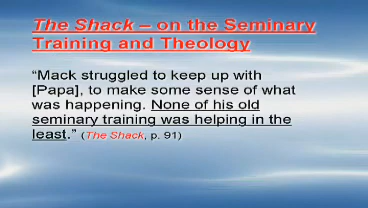 The Shack – on the Seminary
Training and Theology
“Mack struggled to keep up with
[Papa], to make some sense of what
was happening. None of his old
seminary training was helping in the
least.” (The Shack, p. 91)